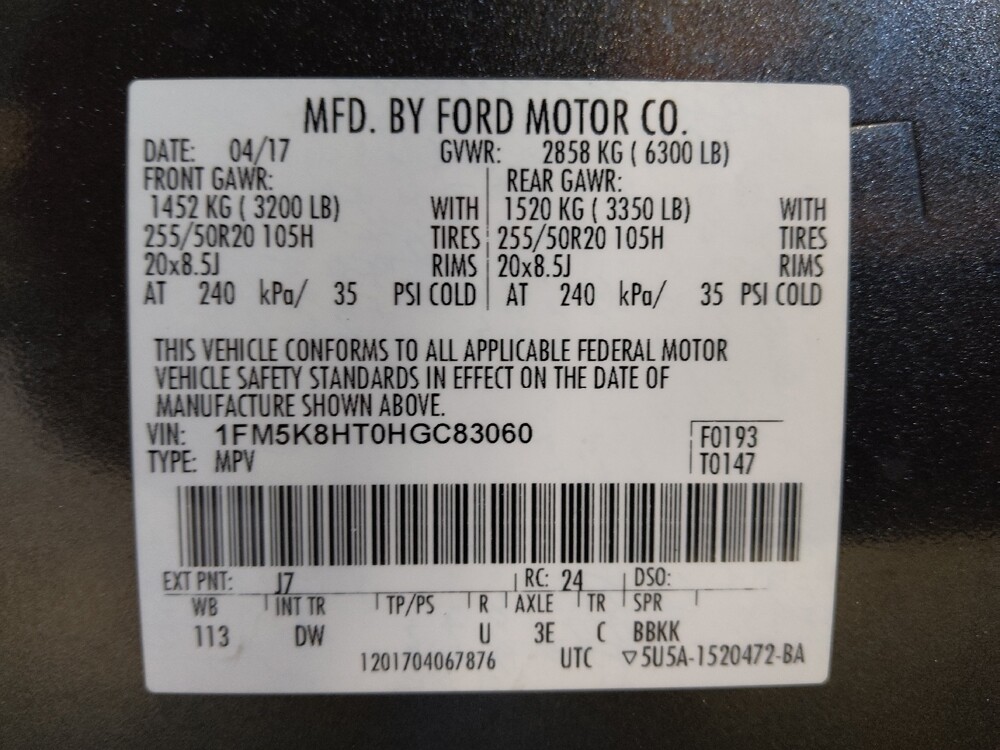 MFD. BY FORD MOTOR CO.
DATE: 04/17 GVWR: 2858 KG ( 6300 LB)
FRONT GAWR: REAR GAWR:
1452 KG ( 3200 LB) WITH 1520 KG ( 3350 LB) WITH
255/50R20 105H TIRES 255/50R20 105H TIRES
20x8.5J RIMS 20x8.5J RIMS
AT 240 kPa/ 35 PSI COLD AT 240 kPa/ 35 PSI COLD
THIS VEHICLE CONFORMS TO ALL APPLICABLE FEDERAL MOTOR
VEHICLE SAFETY STANDARDS IN EFFECT ON THE DATE OF
MANUFACTURE SHOWN ABOVE.
VIN: 1FM5K8HT0HGC83060 F0193
TYPE: MPV T0147
EXT PNT: J7 RC: 24 DSO:
WB INT TR TP/PS R AXLE TR SPR
113 DW U 3E C BBKK
1201704067876 UTC ▽5U5A-1520472-BA